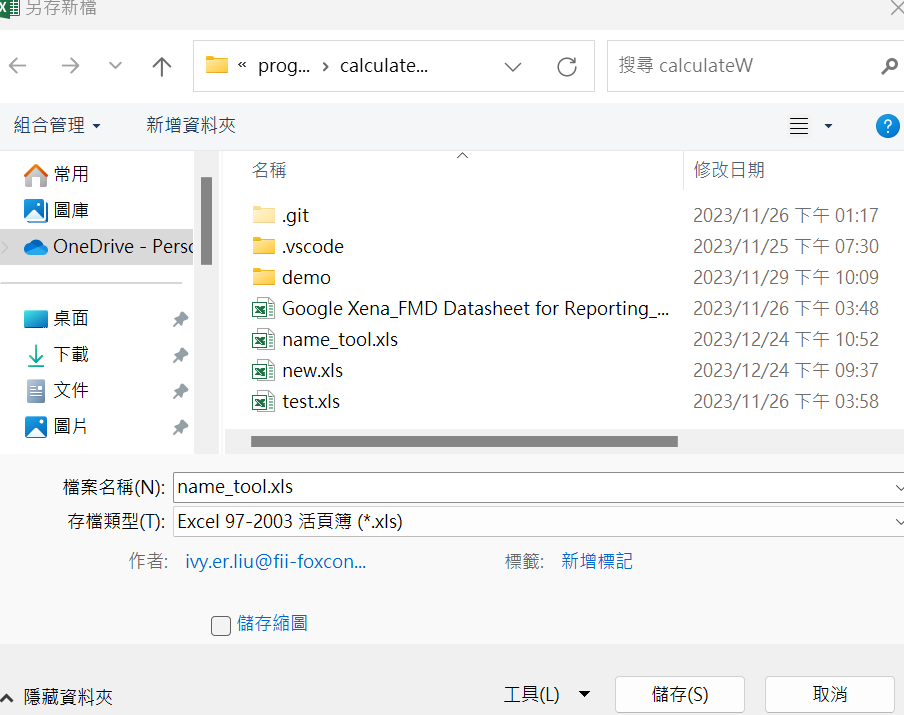 另存新檔
« prog... › calculate...
搜尋 calculateW
組合管理 新增資料夾
名稱 修改日期
常用
圖庫
OneDrive - Perso
桌面
下載
文件
圖片
.git 2023/11/26 下午 01:17
.vscode 2023/11/25 下午 07:30
demo 2023/11/29 下午 10:09
Google Xena_FMD Datasheet for Reporting_... 2023/11/26 下午 03:48
name_tool.xls 2023/12/24 下午 10:52
new.xls 2023/12/24 下午 09:37
test.xls 2023/11/26 下午 03:58
檔案名稱(N): name_tool.xls
存檔類型(T): Excel 97-2003 活頁簿 (*.xls)
作者: ivy.er.liu@fii-foxcon... 標籤: 新增標記
儲存縮圖
隱藏資料夾 工具(L) 儲存(S) 取消